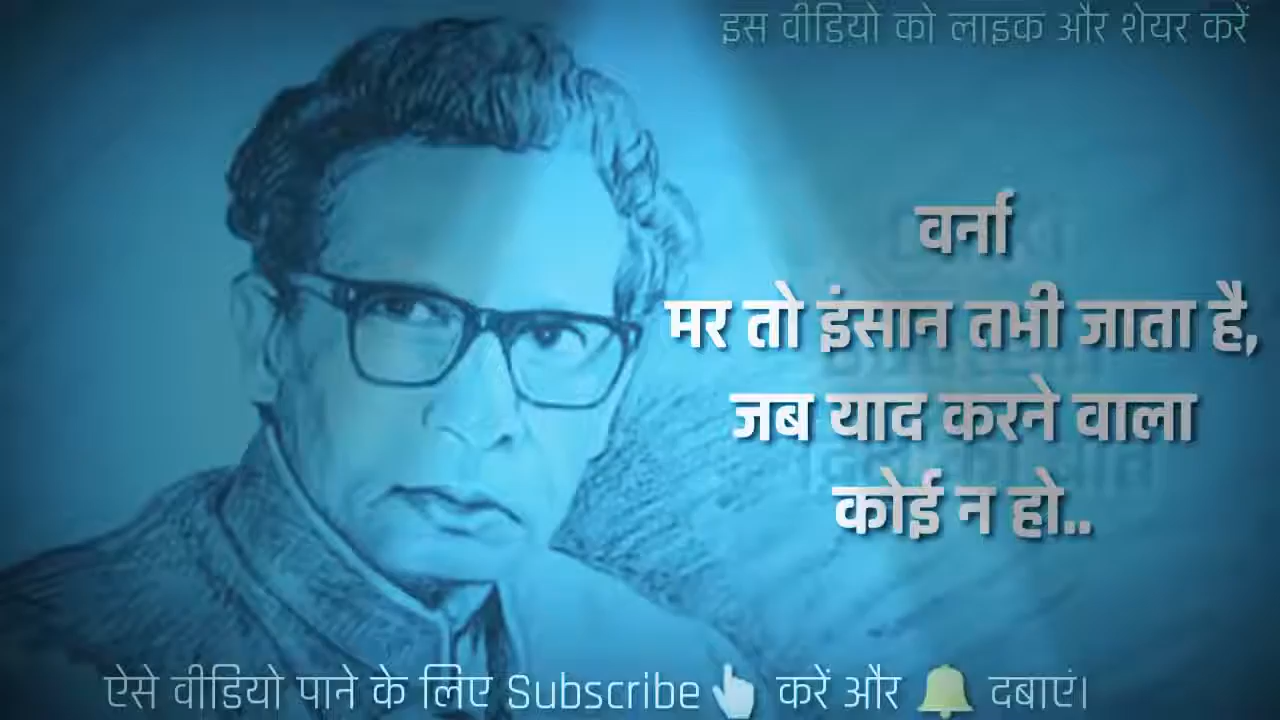 इस वीडियो को लाइक और शेयर करें
वर्ना
मर तो इंसान तभी जाता है,
जब याद करने वाला
कोई न हो..
ऐसे वीडियो पाने के लिए Subscribe 👆 करें और 🔔 दबाएं।